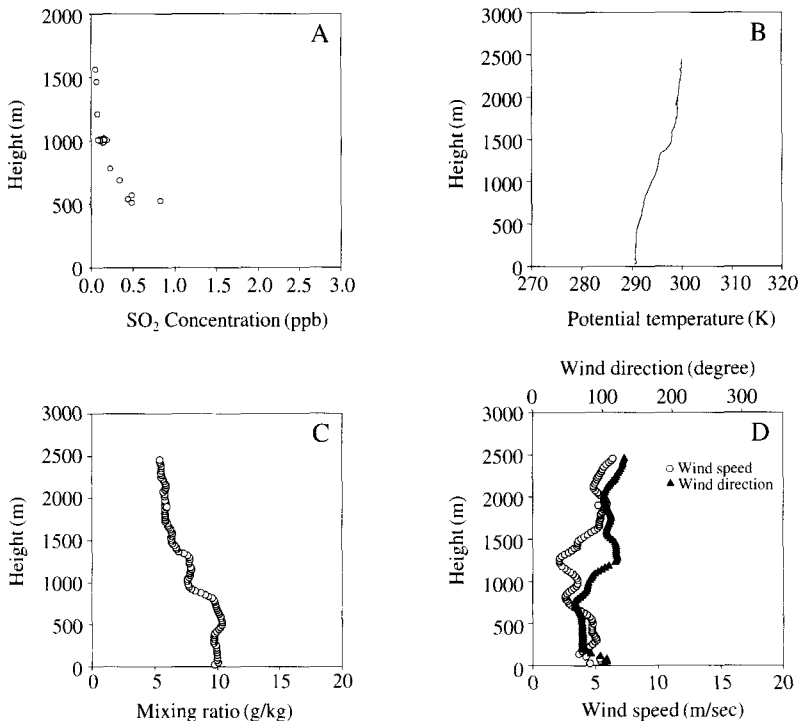 A
2000
1500
1000
500
0
Height (m)
0.0 0.5 1.0 1.5 2.0 2.5 3.0
SO₂ Concentration (ppb)
B
3000
2500
2000
1500
1000
500
0
Height (m)
270 280 290 300 310 320
Potential temperature (K)
C
3000
2500
2000
1500
1000
500
0
Height (m)
0 5 10 15 20
Mixing ratio (g/kg)
Wind direction (degree)
0 100 200 300
D
3000
2500
2000
1500
1000
500
0
Height (m)
Wind speed
Wind direction
0 5 10 15 20
Wind speed (m/sec)